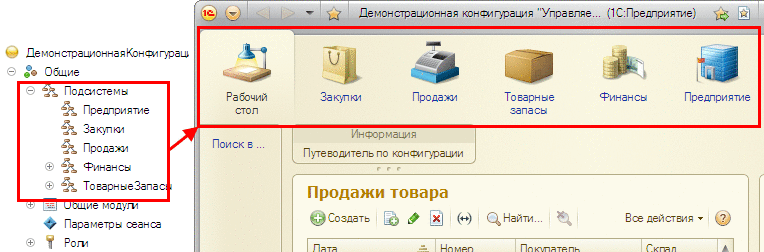 ДемонстрационнаяКонфигураци
Общие
Подсистемы
Предприятие
Закупки
Продажи
Финансы
ТоварныеЗапасы
Общие модули
Параметры сеанса
Роли
Демонстрационная конфигурация "Управляе... (1С:Предприятие)
Рабочий
стол
Закупки
Продажи
Товарные
запасы
Финансы
Предприятие
Поиск в ...
Информация
Путеводитель по конфигурации
Продажи товара
Создать
Найти...
Все действия
Дата
Номер
Покупатель
Склад